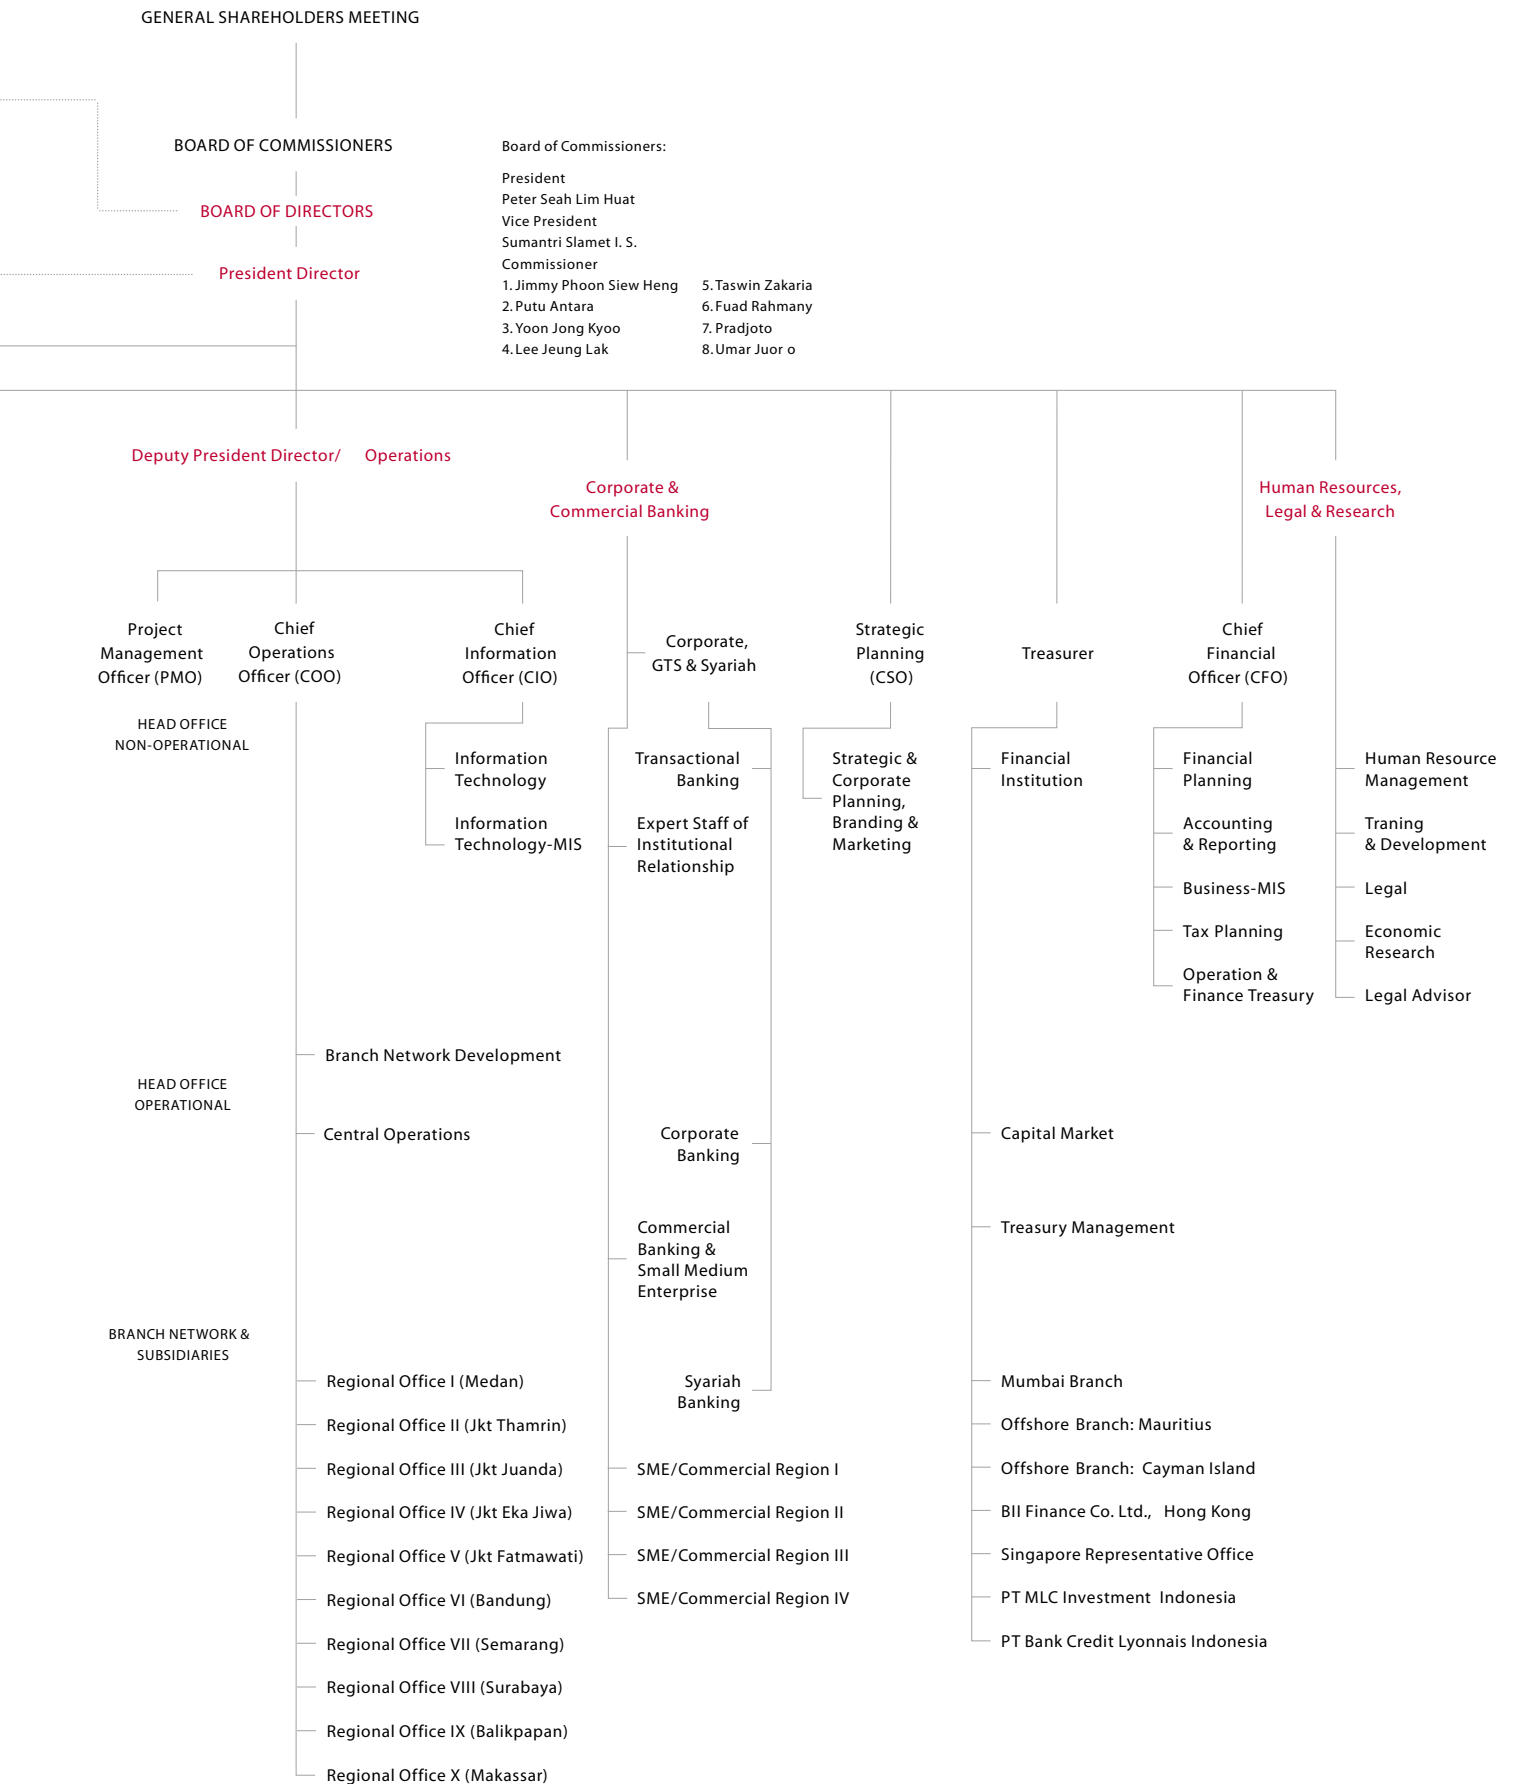 GENERAL SHAREHOLDERS MEETING
BOARD OF COMMISSIONERS
BOARD OF DIRECTORS
President Director
Board of Commissioners:
President
Peter Seah Lim Huat
Vice President
Sumantri Slamet I. S.
Commissioner
1. Jimmy Phoon Siew Heng
2. Putu Antara
3. Yoon Jong Kyoo
4. Lee Jeung Lak
5. Taswin Zakaria
6. Fuad Rahmany
7. Pradjoto
8. Umar Juor o
Deputy President Director/ Operations
Corporate &
Commercial Banking
Human Resources,
Legal & Research
Project
Management
Officer (PMO)
Chief
Operations
Officer (COO)
Chief
Information
Officer (CIO)
Corporate,
GTS & Syariah
Strategic
Planning
(CSO)
Treasurer
Chief
Financial
Officer (CFO)
HEAD OFFICE
NON-OPERATIONAL
Information
Technology
Information
Technology-MIS
Transactional
Banking
Expert Staff of
Institutional
Relationship
Strategic &
Corporate
Planning,
Branding &
Marketing
Financial
Institution
Financial
Planning
Accounting
& Reporting
Business-MIS
Tax Planning
Operation &
Finance Treasury
Human Resource
Management
Traning
& Development
Legal
Economic
Research
Legal Advisor
HEAD OFFICE
OPERATIONAL
Branch Network Development
Central Operations
Corporate
Banking
Commercial
Banking &
Small Medium
Enterprise
Capital Market
Treasury Management
BRANCH NETWORK &
SUBSIDIARIES
Regional Office I (Medan)
Regional Office II (Jkt Thamrin)
Regional Office III (Jkt Juanda)
Regional Office IV (Jkt Eka Jiwa)
Regional Office V (Jkt Fatmawati)
Regional Office VI (Bandung)
Regional Office VII (Semarang)
Regional Office VIII (Surabaya)
Regional Office IX (Balikpapan)
Regional Office X (Makassar)
Syariah
Banking
SME/Commercial Region I
SME/Commercial Region II
SME/Commercial Region III
SME/Commercial Region IV
Mumbai Branch
Offshore Branch: Mauritius
Offshore Branch: Cayman Island
BII Finance Co. Ltd., Hong Kong
Singapore Representative Office
PT MLC Investment Indonesia
PT Bank Credit Lyonnais Indonesia